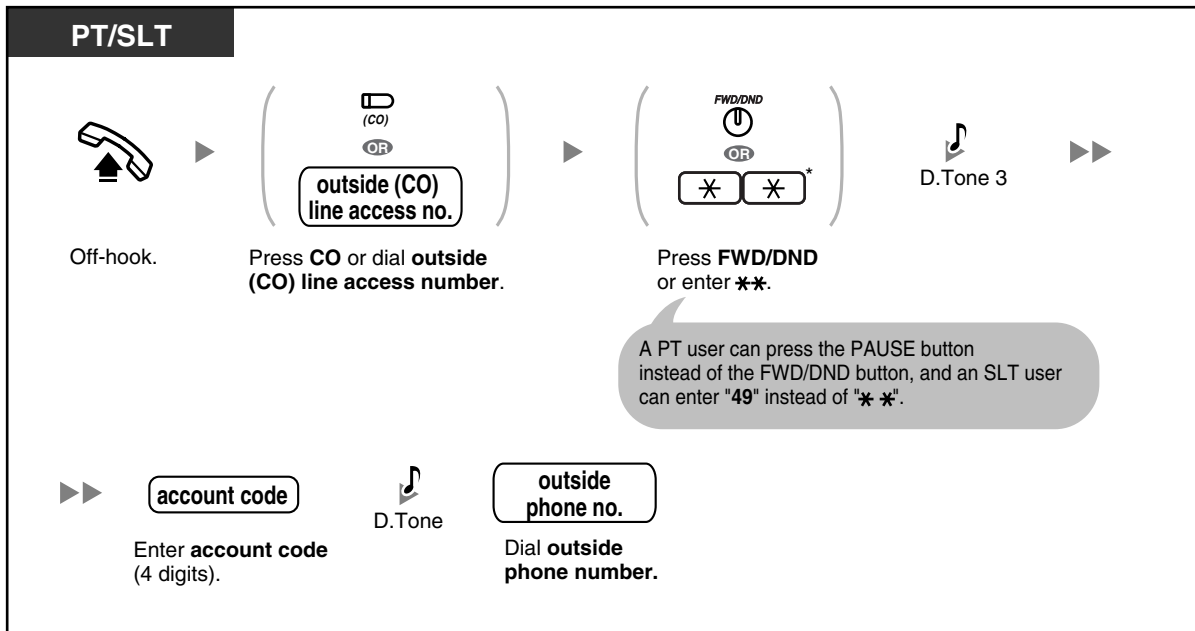 PT/SLT
(CO)
OR
outside (CO)
line access no.
FWD/DND
OR
* * *
D.Tone 3
Off-hook.
Press CO or dial outside
(CO) line access number.
Press FWD/DND
or enter **.
A PT user can press the PAUSE button
instead of the FWD/DND button, and an SLT user
can enter "49" instead of "* *".
account code
D.Tone
outside
phone no.
Enter account code
(4 digits).
Dial outside
phone number.